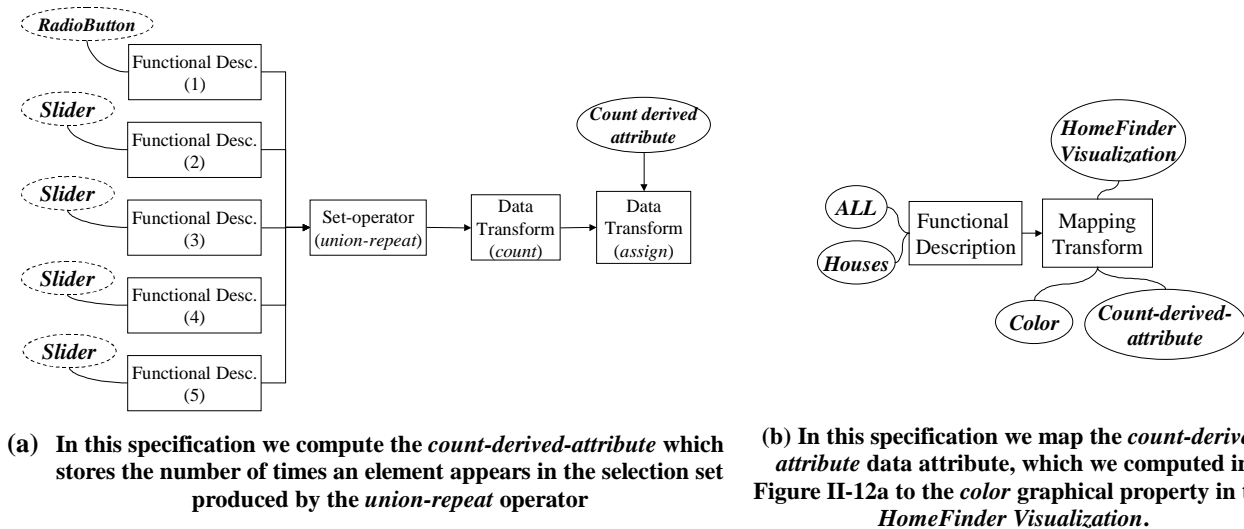 RadioButton
Functional Desc.
(1)
Slider
Functional Desc.
(2)
Slider
Functional Desc.
(3)
Slider
Functional Desc.
(4)
Slider
Functional Desc.
(5)
Set-operator
(union-repeat)
Data
Transform
(count)
Count derived
attribute
Data
Transform
(assign)
(a) In this specification we compute the count-derived-attribute which
stores the number of times an element appears in the selection set
produced by the union-repeat operator
HomeFinder
Visualization
ALL
Houses
Functional
Description
Mapping
Transform
Color
Count-derived-
attribute
(b) In this specification we map the count-derive
attribute data attribute, which we computed in
Figure II-12a to the color graphical property in t
HomeFinder Visualization.